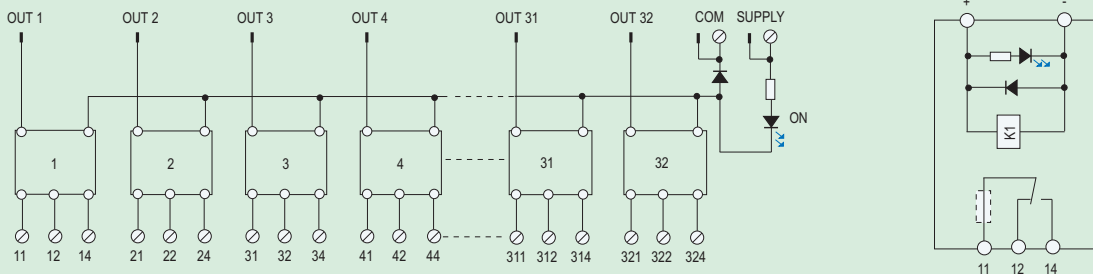 OUT 1 OUT 2 OUT 3 OUT 4 OUT 31 OUT 32 COM SUPPLY
+ -
ON
K1
1 2 3 4 31 32
11 12 14 21 22 24 31 32 34 41 42 44 311 312 314 321 322 324
11 12 14